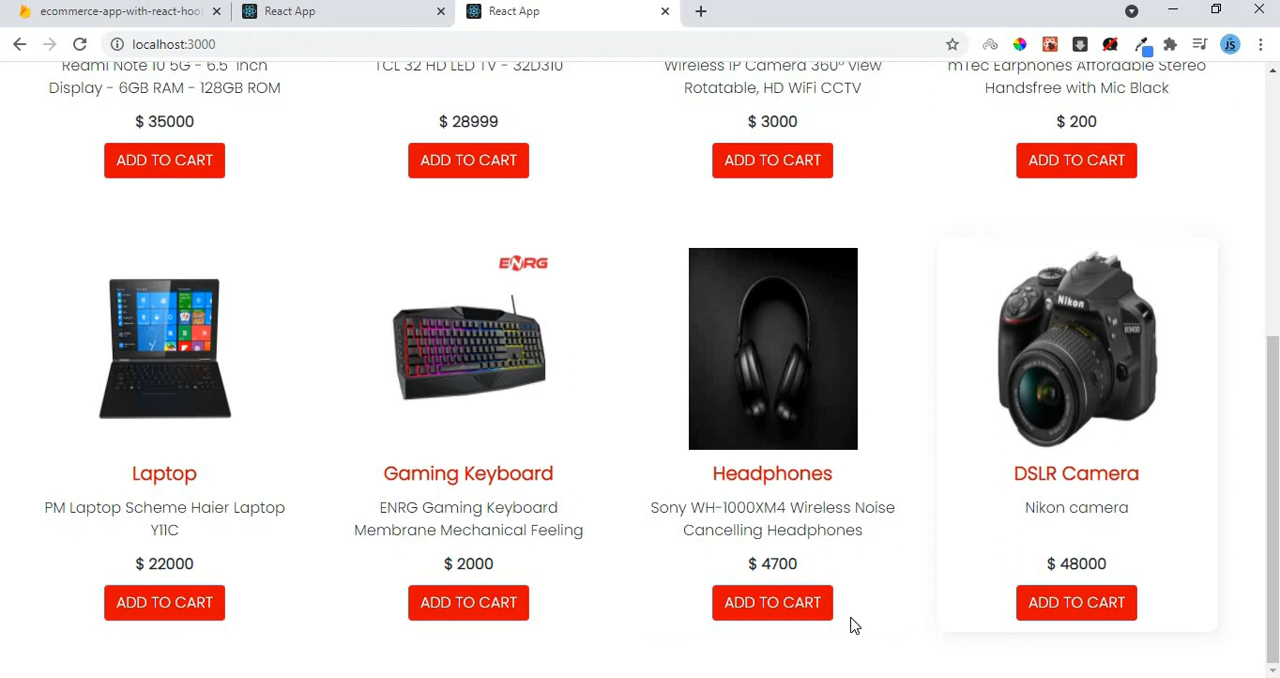 ecommerce-app-with-react-hool
React App
React App
localhost:3000
JS
Redmi Note 10 5G - 6.5" Inch
Display - 6GB RAM - 128GB ROM
$ 35000
ADD TO CART
TCL 32 HD LED TV - 32D310
$ 28999
ADD TO CART
Wireless IP Camera 360° View
Rotatable, HD WiFi CCTV
$ 3000
ADD TO CART
mTec Earphones Affordable Stereo
Handsfree with Mic Black
$ 200
ADD TO CART
Laptop
PM Laptop Scheme Haier Laptop
Y11C
$ 22000
ADD TO CART
ENRG
Gaming Keyboard
ENRG Gaming Keyboard
Membrane Mechanical Feeling
$ 2000
ADD TO CART
Headphones
Sony WH-1000XM4 Wireless Noise
Cancelling Headphones
$ 4700
ADD TO CART
Nikon
D3400
DSLR Camera
Nikon camera
$ 48000
ADD TO CART